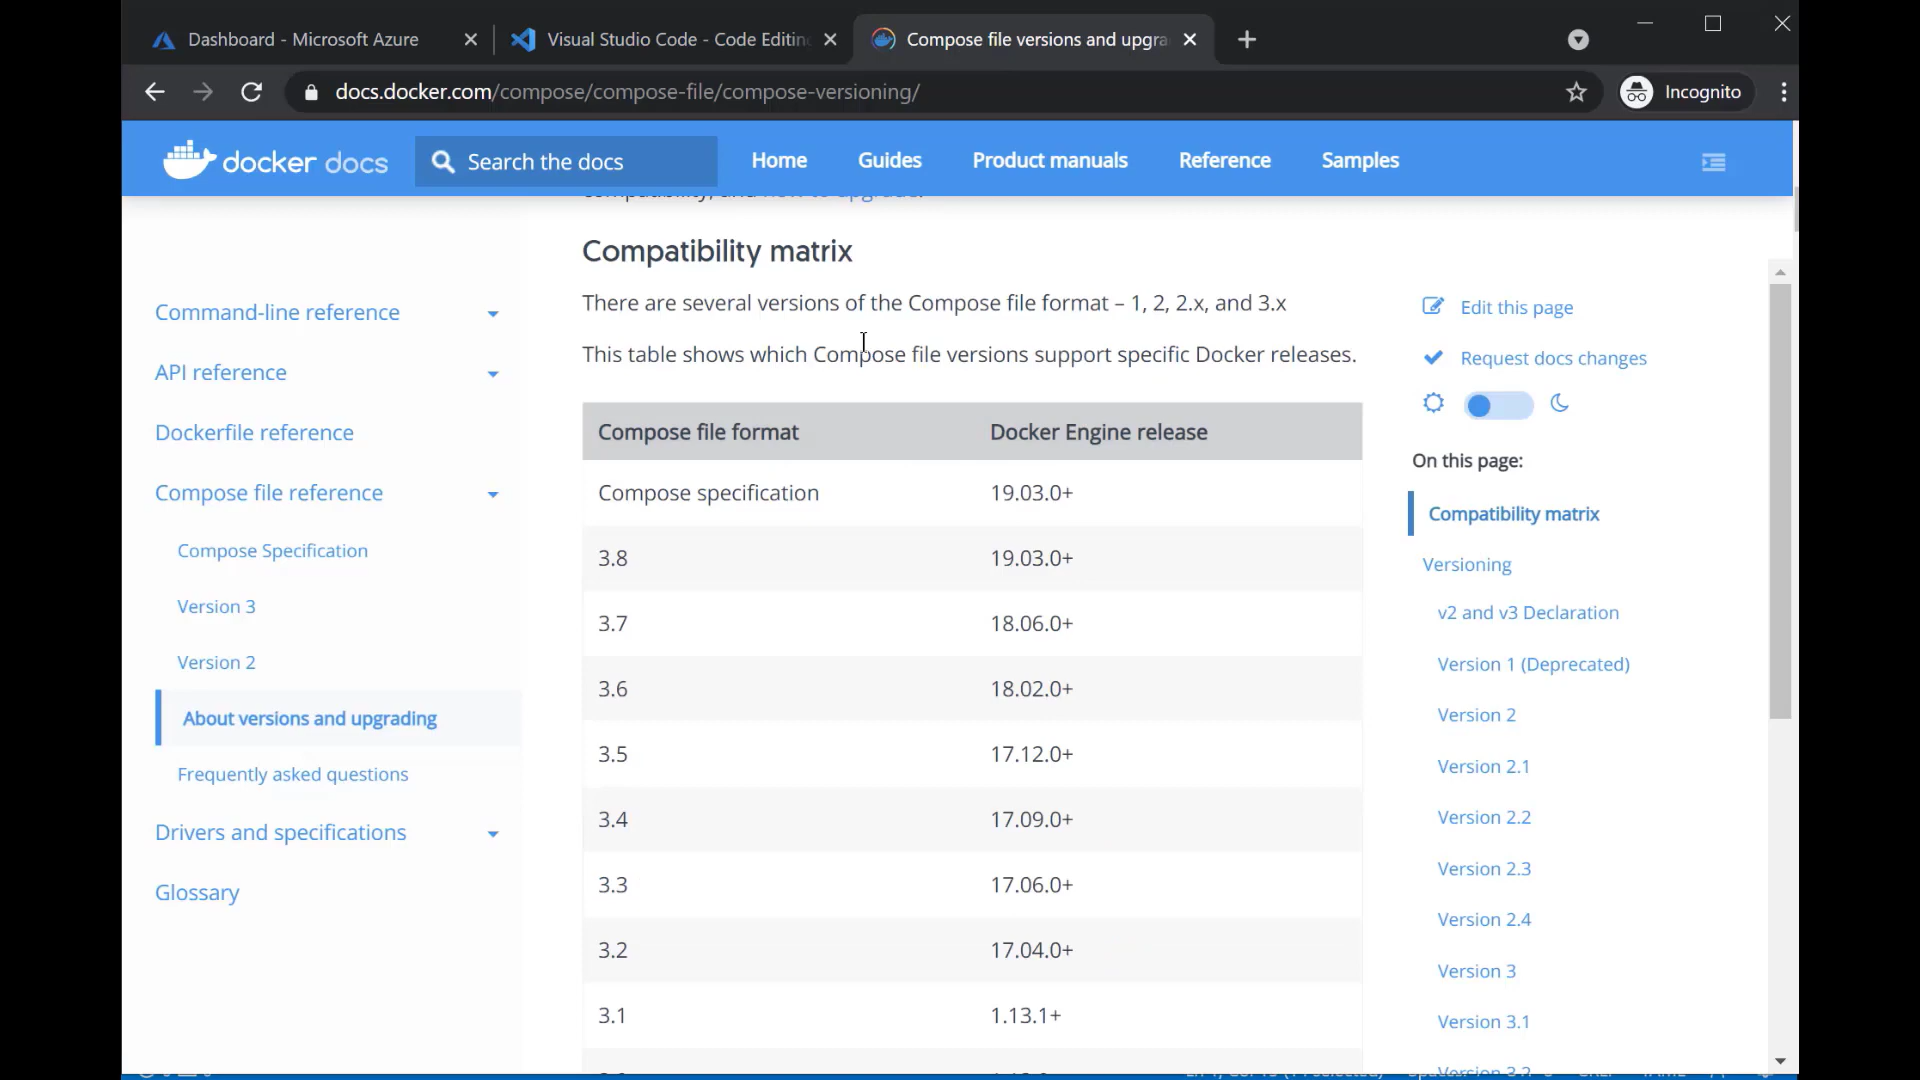 Dashboard - Microsoft Azure
Visual Studio Code - Code Editing
Compose file versions and upgra
docs.docker.com/compose/compose-file/compose-versioning/
Incognito
docker docs
Search the docs
Home
Guides
Product manuals
Reference
Samples
compatibility, and how to upgrade.
Command-line reference
API reference
Dockerfile reference
Compose file reference
Compose Specification
Version 3
Version 2
About versions and upgrading
Frequently asked questions
Drivers and specifications
Glossary
Compatibility matrix
There are several versions of the Compose file format – 1, 2, 2.x, and 3.x
This table shows which Compose file versions support specific Docker releases.
Compose file format Docker Engine release
Compose specification 19.03.0+
3.8 19.03.0+
3.7 18.06.0+
3.6 18.02.0+
3.5 17.12.0+
3.4 17.09.0+
3.3 17.06.0+
3.2 17.04.0+
3.1 1.13.1+
Edit this page
Request docs changes
On this page:
Compatibility matrix
Versioning
v2 and v3 Declaration
Version 1 (Deprecated)
Version 2
Version 2.1
Version 2.2
Version 2.3
Version 2.4
Version 3
Version 3.1